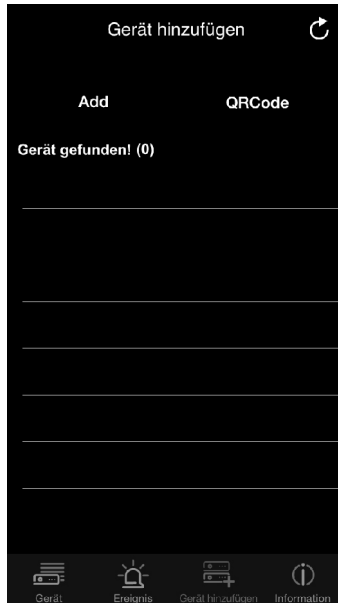 Gerät hinzufügen
Add QRCode
Gerät gefunden! (0)
Gerät Ereignis Gerät hinzufügen Information